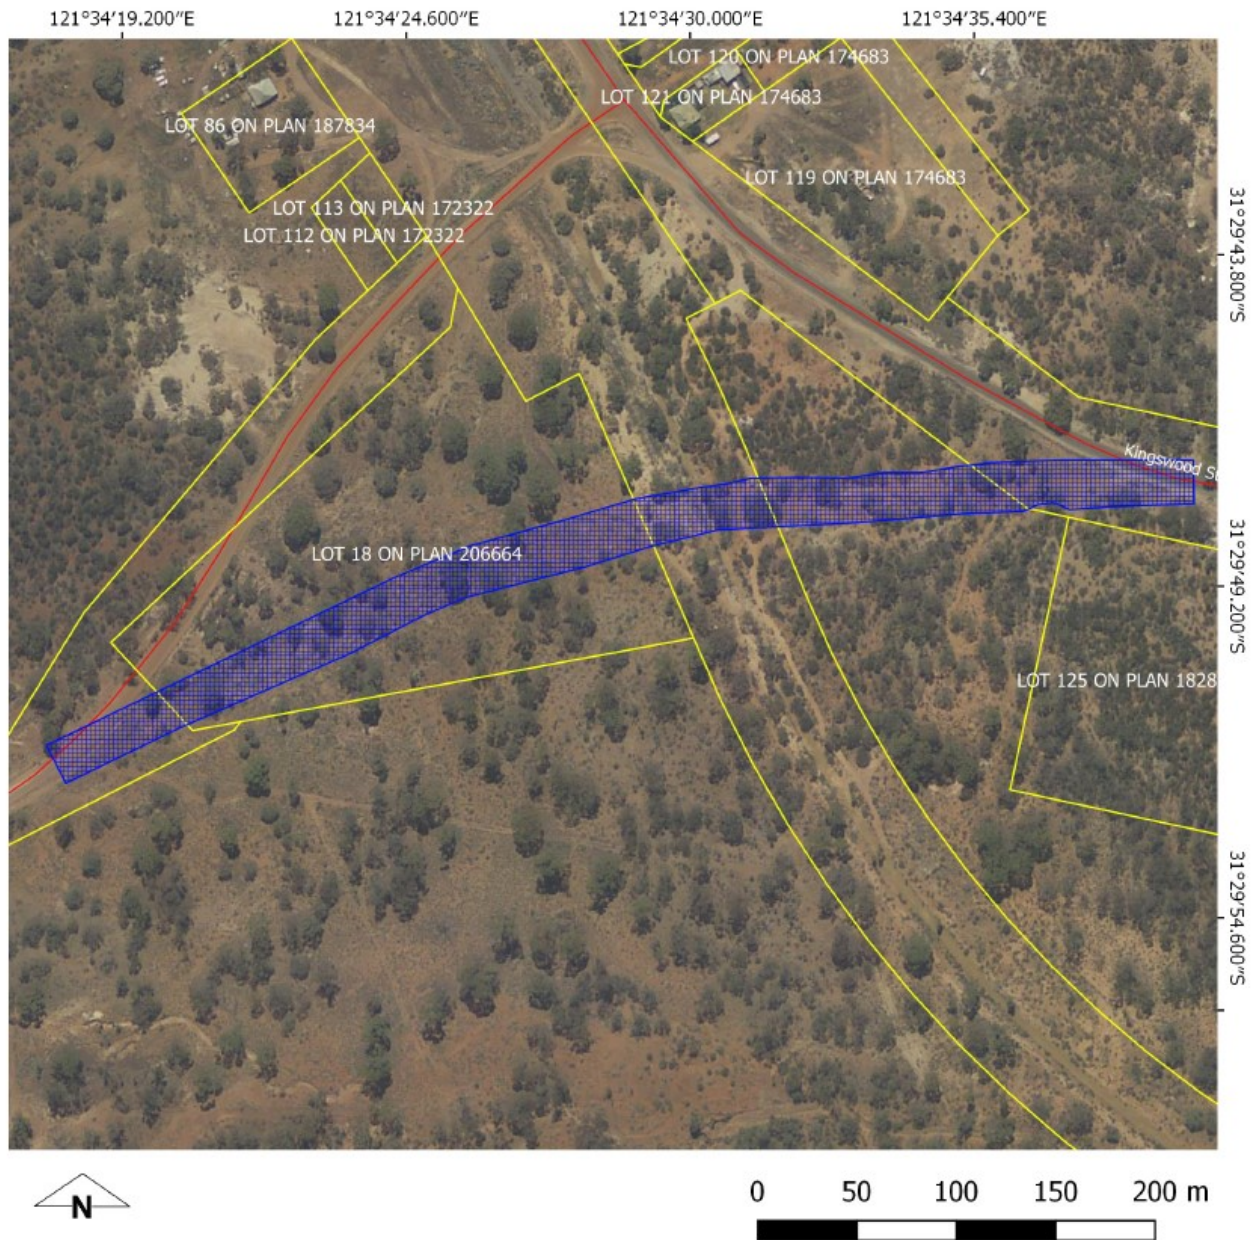 121°34′19.200″E 121°34′24.600″E 121°34′30.000″E 121°34′35.400″E
LOT 120 ON PLAN 174683
LOT 121 ON PLAN 174683
LOT 86 ON PLAN 187834
LOT 119 ON PLAN 174683
LOT 113 ON PLAN 172322
LOT 112 ON PLAN 172322
31°29′43.800″S
Kingswood St
LOT 18 ON PLAN 206664
31°29′49.200″S
LOT 125 ON PLAN 1828
31°29′54.600″S
N
0 50 100 150 200 m